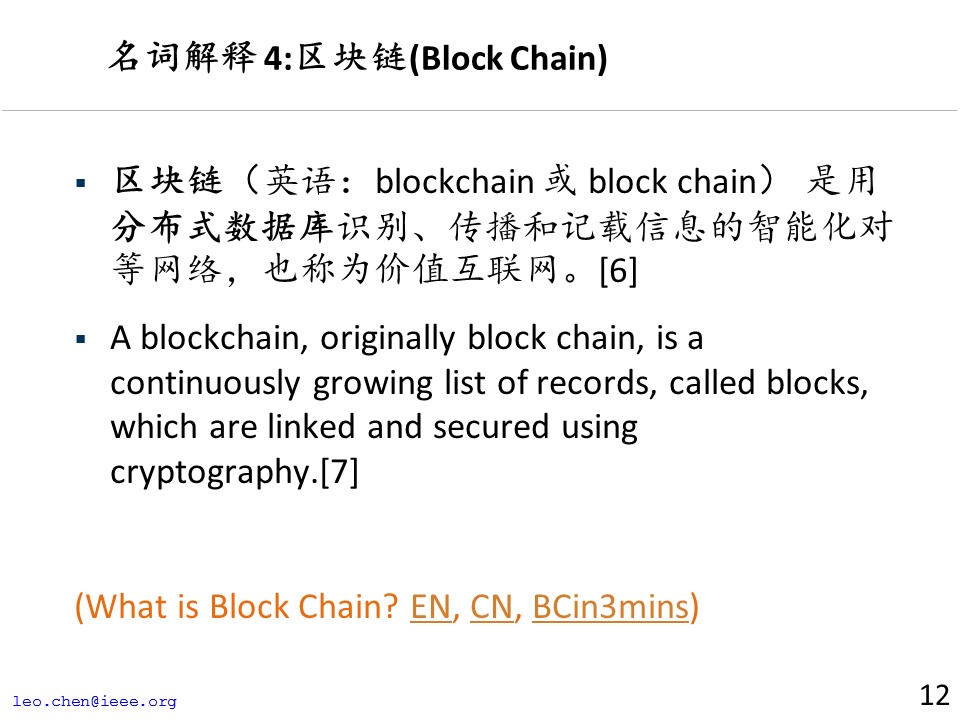 名词解释 4:区块链(Block Chain)
区块链（英语：blockchain 或 block chain） 是用
分布式数据库识别、传播和记载信息的智能化对
等网络，也称为价值互联网。[6]
A blockchain, originally block chain, is a
continuously growing list of records, called blocks,
which are linked and secured using
cryptography.[7]
(What is Block Chain? EN, CN, BCin3mins)
leo.chen@ieee.org
12